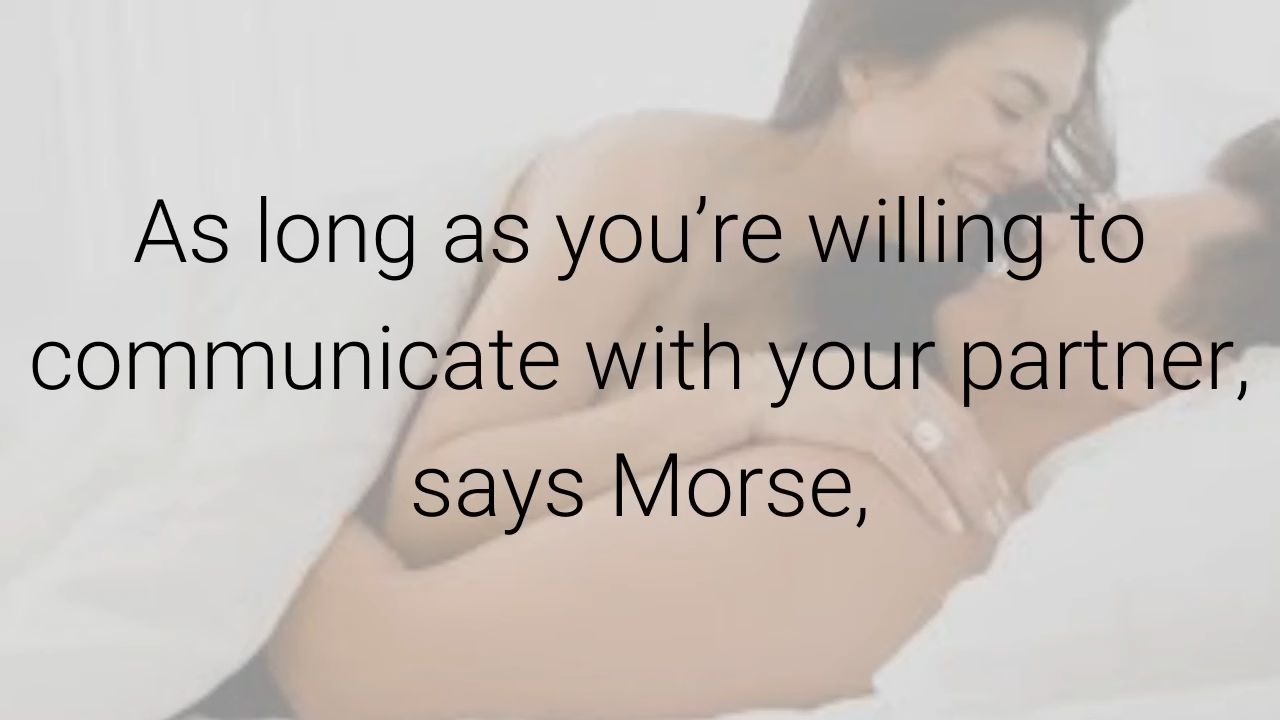 As long as you’re willing to
communicate with your partner,
says Morse,